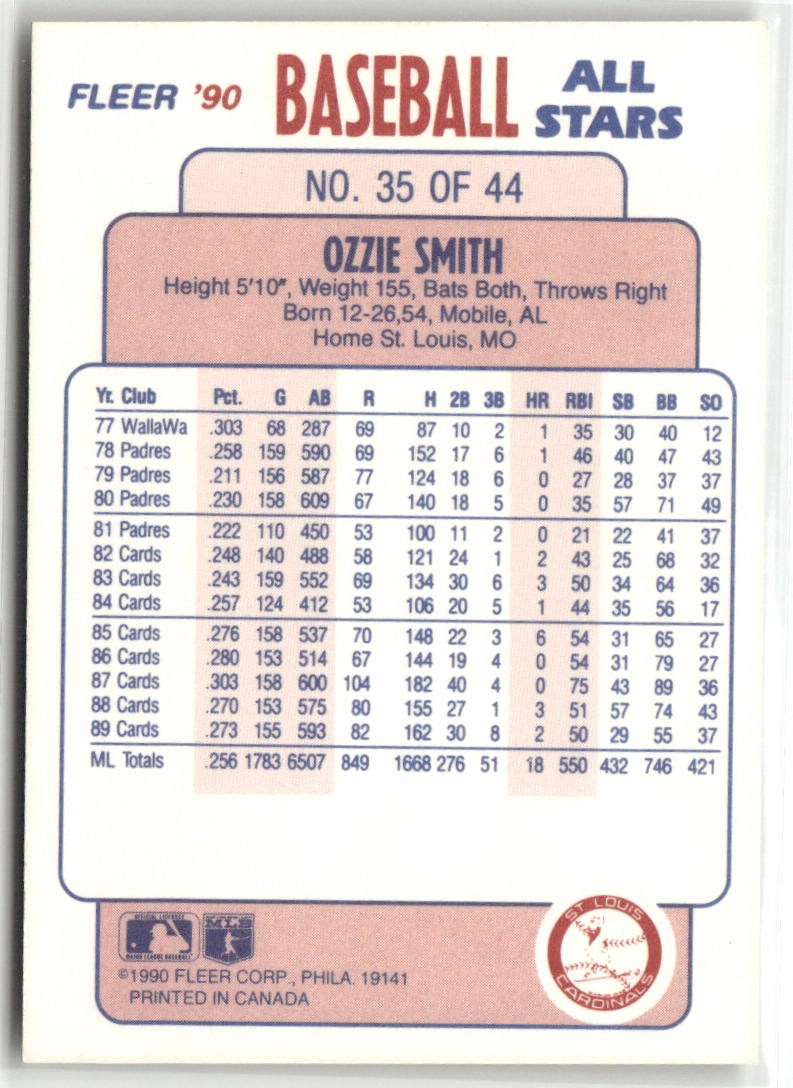 FLEER '90 BASEBALL ALL STARS
NO. 35 OF 44
OZZIE SMITH
Height 5'10", Weight 155, Bats Both, Throws Right
Born 12-26,54, Mobile, AL
Home St. Louis, MO
Yr. Club Pct. G AB R H 2B 3B HR RBI SB BB SO
77 WallaWa .303 68 287 69 87 10 2 1 35 30 40 12
78 Padres .258 159 590 69 152 17 6 1 46 40 47 43
79 Padres .211 156 587 77 124 18 6 0 27 28 37 37
80 Padres .230 158 609 67 140 18 5 0 35 57 71 49
81 Padres .222 110 450 53 100 11 2 0 21 22 41 37
82 Cards .248 140 488 58 121 24 1 2 43 25 68 32
83 Cards .243 159 552 69 134 30 6 3 50 34 64 36
84 Cards .257 124 412 53 106 20 5 1 44 35 56 17
85 Cards .276 158 537 70 148 22 3 6 54 31 65 27
86 Cards .280 153 514 67 144 19 4 0 54 31 79 27
87 Cards .303 158 600 104 182 40 4 0 75 43 89 36
88 Cards .270 153 575 80 155 27 1 3 51 57 74 43
89 Cards .273 155 593 82 162 30 8 2 50 29 55 37
ML Totals .256 1783 6507 849 1668 276 51 18 550 432 746 421
OFFICIAL LICENSEE
MAJOR LEAGUE BASEBALL
MLB
ST LOUIS
CARDINALS
©1990 FLEER CORP., PHILA. 19141
PRINTED IN CANADA